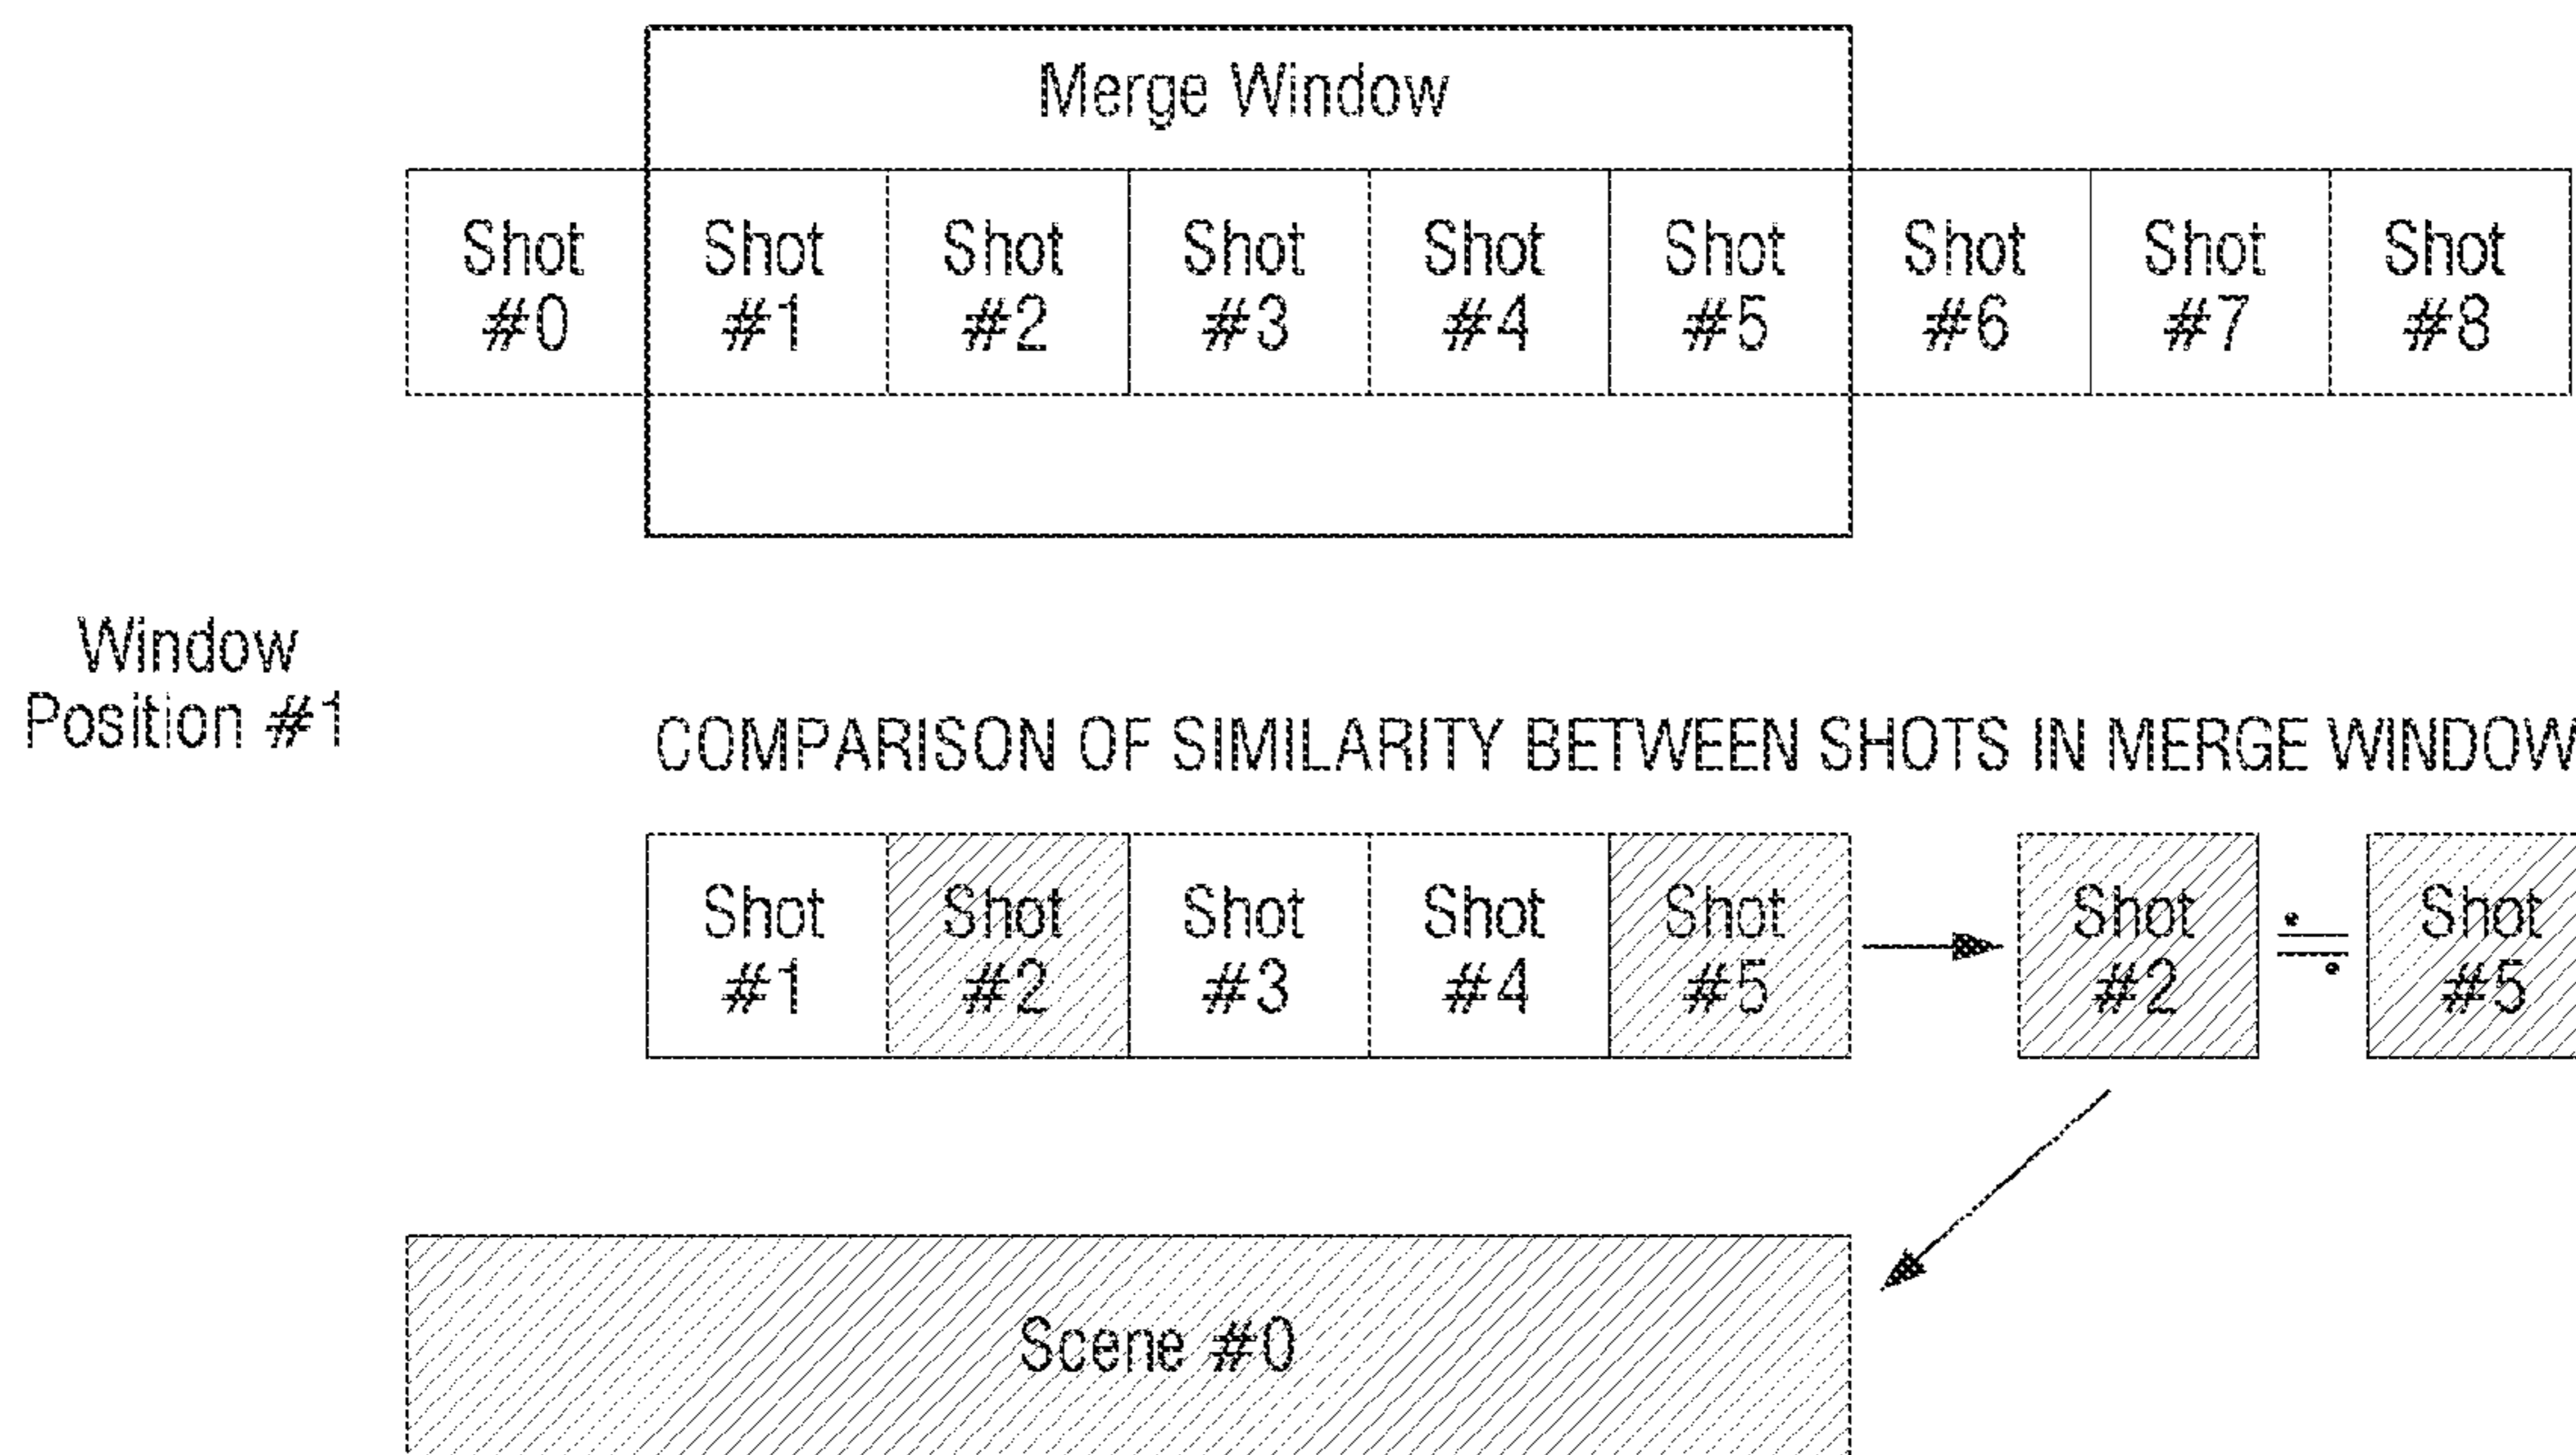 Merge Window
Shot #0
Shot #1
Shot #2
Shot #3
Shot #4
Shot #5
Shot #6
Shot #7
Shot #8
Window
Position #1
COMPARISON OF SIMILARITY BETWEEN SHOTS IN MERGE WINDOW
Shot #1
Shot #2
Shot #3
Shot #4
Shot #5
Shot #2
≒
Shot #5
Scene #0